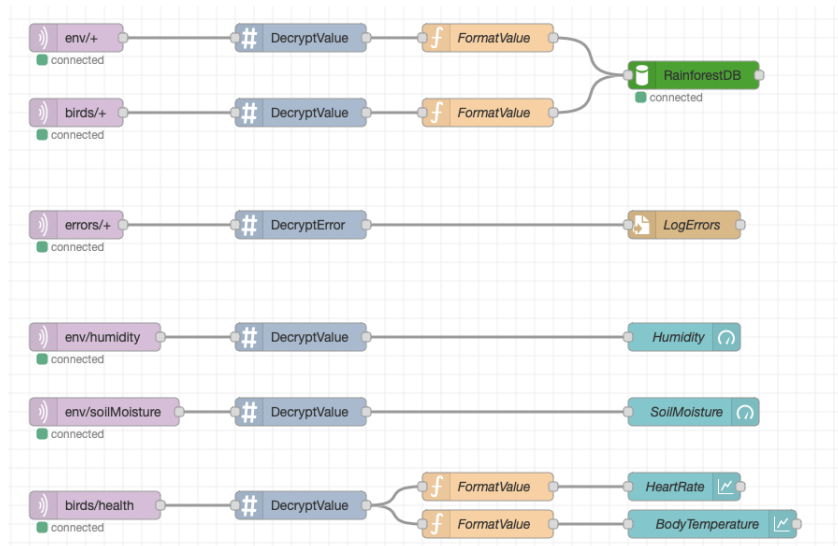 env/+
DecryptValue
FormatValue
connected
RainforestDB
connected
birds/+
DecryptValue
FormatValue
connected
errors/+
DecryptError
LogErrors
connected
env/humidity
DecryptValue
Humidity
connected
env/soilMoisture
DecryptValue
SoilMoisture
connected
birds/health
DecryptValue
FormatValue
HeartRate
connected
FormatValue
BodyTemperature